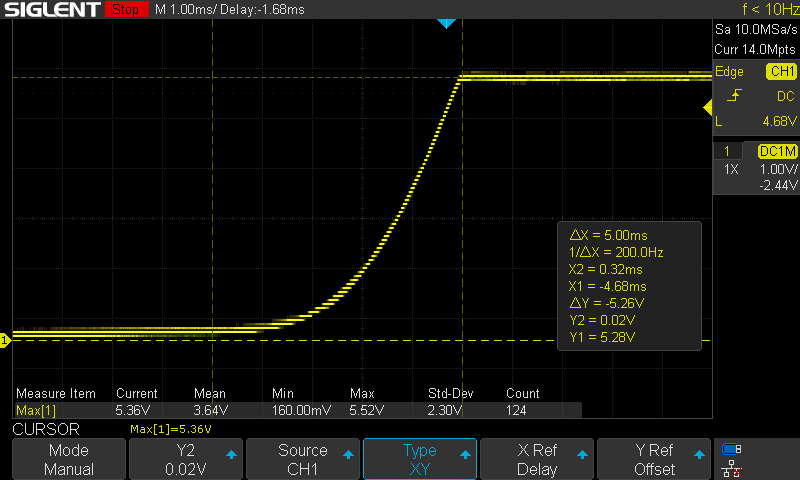 SIGLENT Stop M 1.00ms/ Delay:-1.68ms f < 10Hz
Sa 10.0MSa/s
Curr 14.0Mpts
Edge CH1
DC
L 4.68V
1 DC1M
1X 1.00V/
-2.44V
ΔX = 5.00ms
1/ΔX = 200.0Hz
X2 = 0.32ms
X1 = -4.68ms
ΔY = -5.26V
Y2 = 0.02V
Y1 = 5.28V
1
Measure Item Current Mean Min Max Std-Dev Count
Max[1] 5.36V 3.64V 160.00mV 5.52V 2.30V 124
CURSOR Max[1]=5.36V
Mode Y2 Source Type X Ref Y Ref
Manual 0.02V CH1 XY Delay Offset